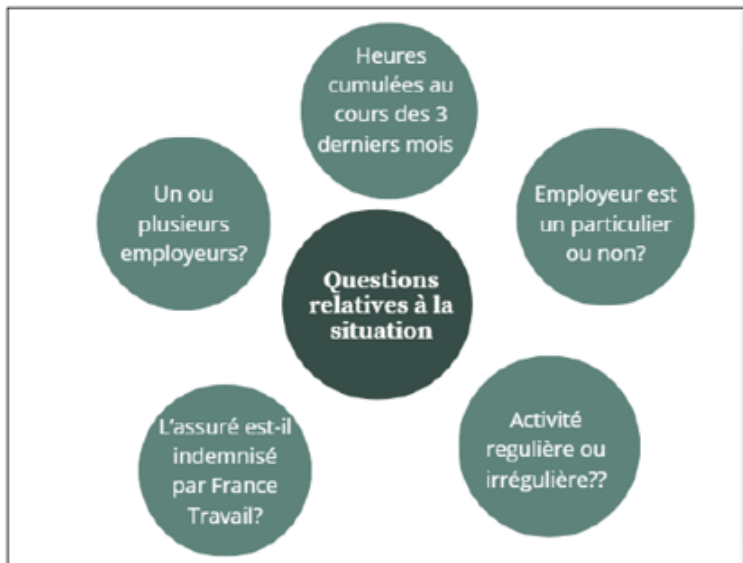 Heures
cumulées au
cours des 3
derniers mois
Un ou
plusieurs
employeurs?
Employeur est
un particulier
ou non?
Questions
relatives à la
situation
L'assuré est-il
indemnisé
par France
Travail?
Activité
regulière ou
irrégulière??